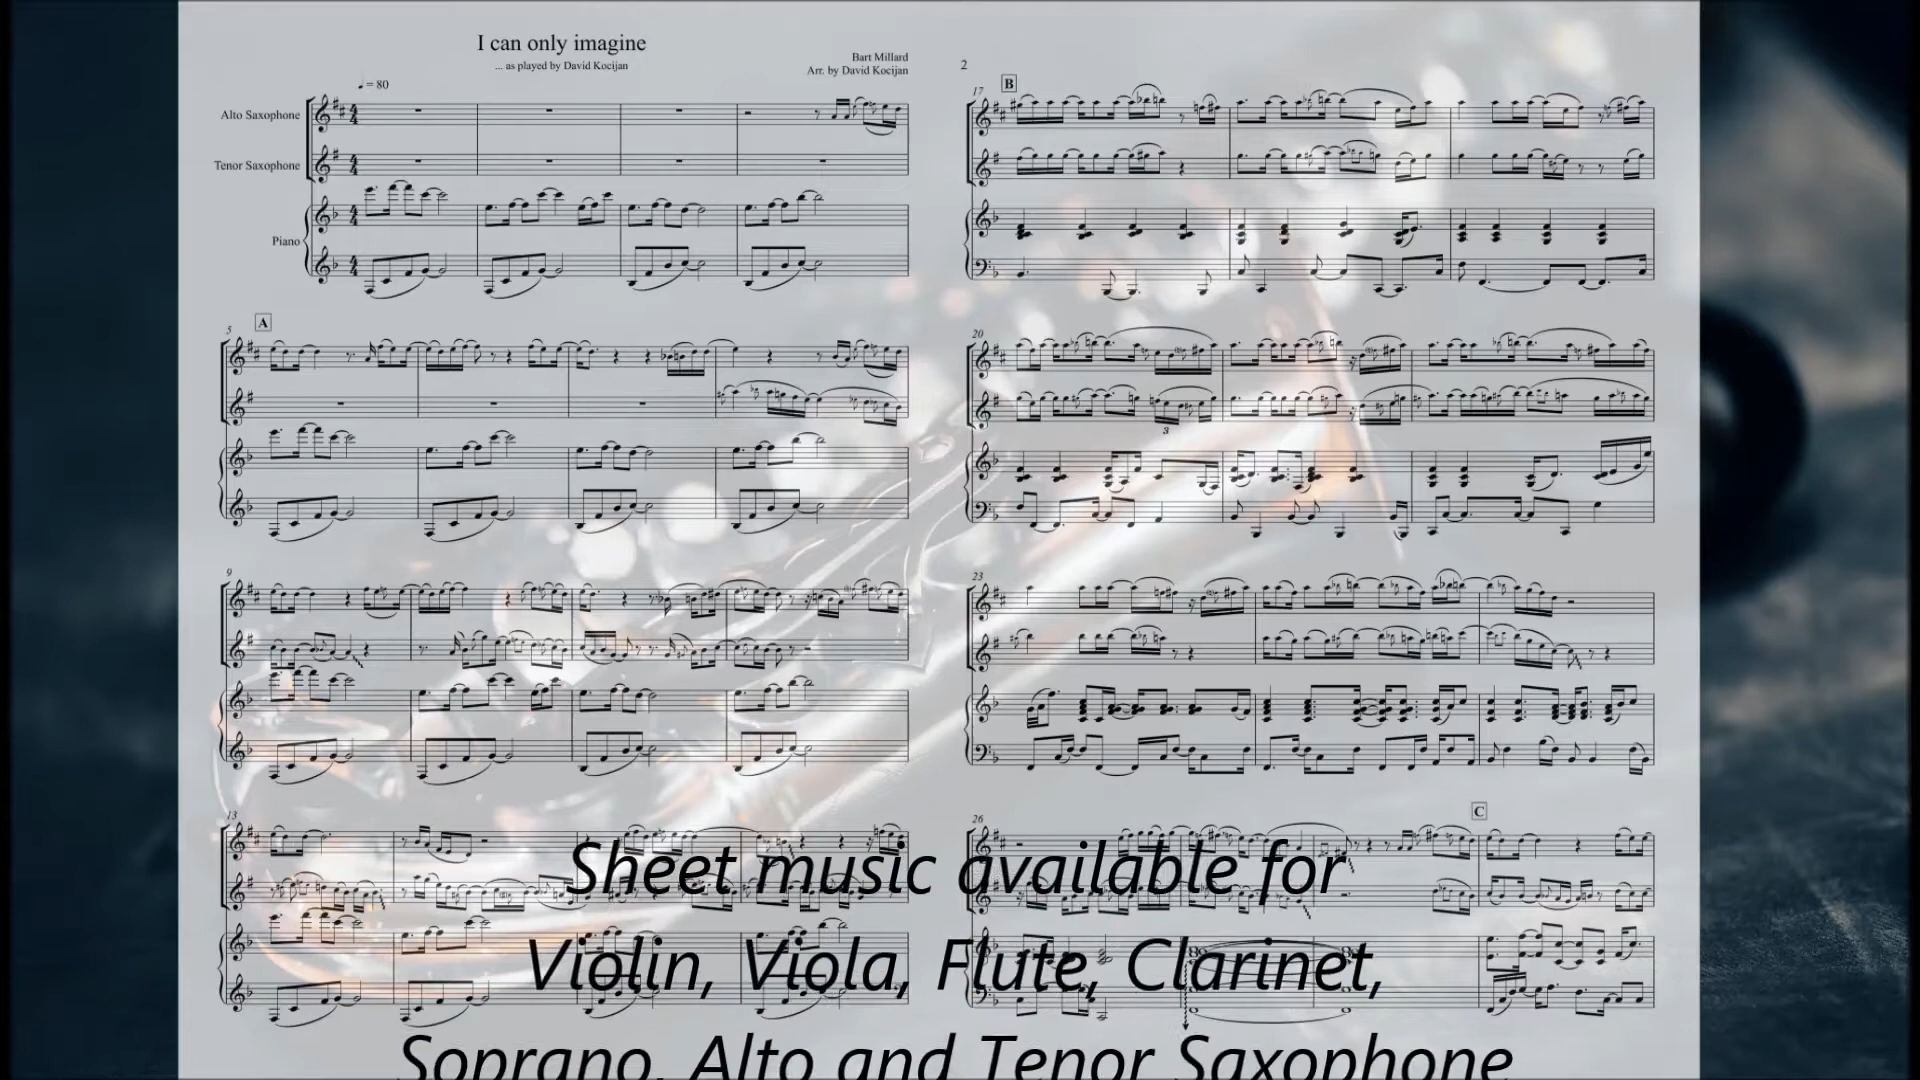 I can only imagine
... as played by David Kocijan
Bart Millard
Arr. by David Kocijan
♩ = 80
Alto Saxophone
Tenor Saxophone
Piano
5
A
9
13
2
17
B
20
3
23
26
C
Sheet music available for
Violin, Viola, Flute, Clarinet,
Soprano, Alto and Tenor Saxophone